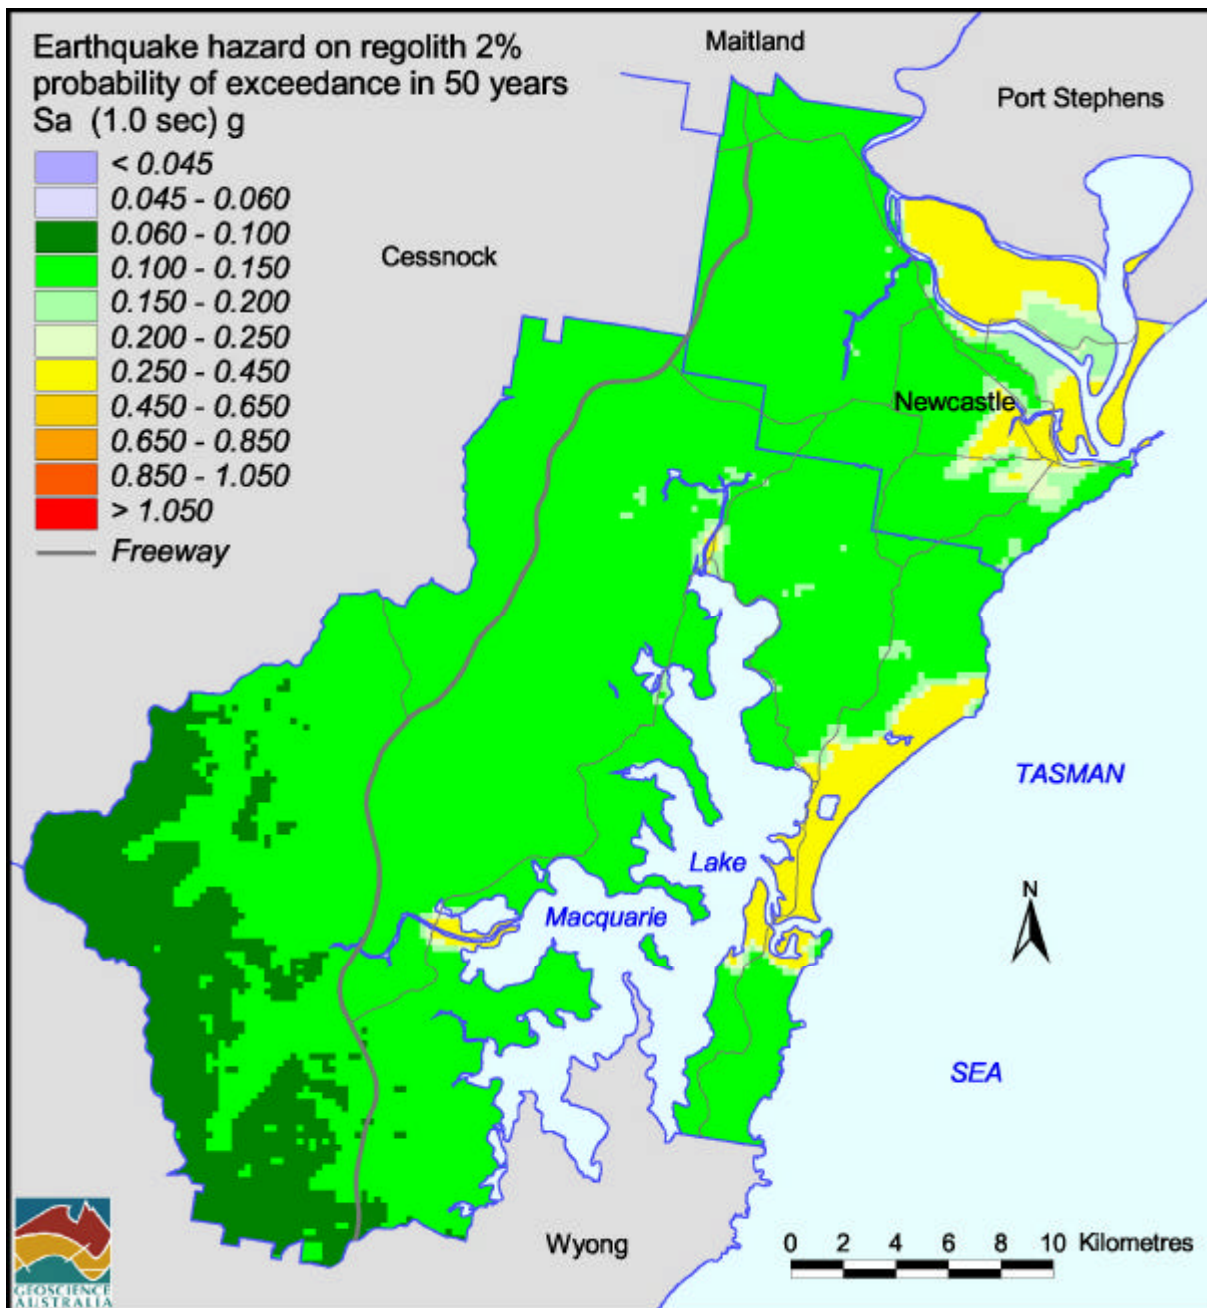 Earthquake hazard on regolith 2%
probability of exceedance in 50 years
Sa (1.0 sec) g
< 0.045
0.045 - 0.060
0.060 - 0.100
0.100 - 0.150
0.150 - 0.200
0.200 - 0.250
0.250 - 0.450
0.450 - 0.650
0.650 - 0.850
0.850 - 1.050
> 1.050
Freeway
Maitland
Port Stephens
Cessnock
Newcastle
TASMAN
Lake
Macquarie
N
SEA
Wyong
0 2 4 6 8 10 Kilometres
GEOSCIENCE
AUSTRALIA